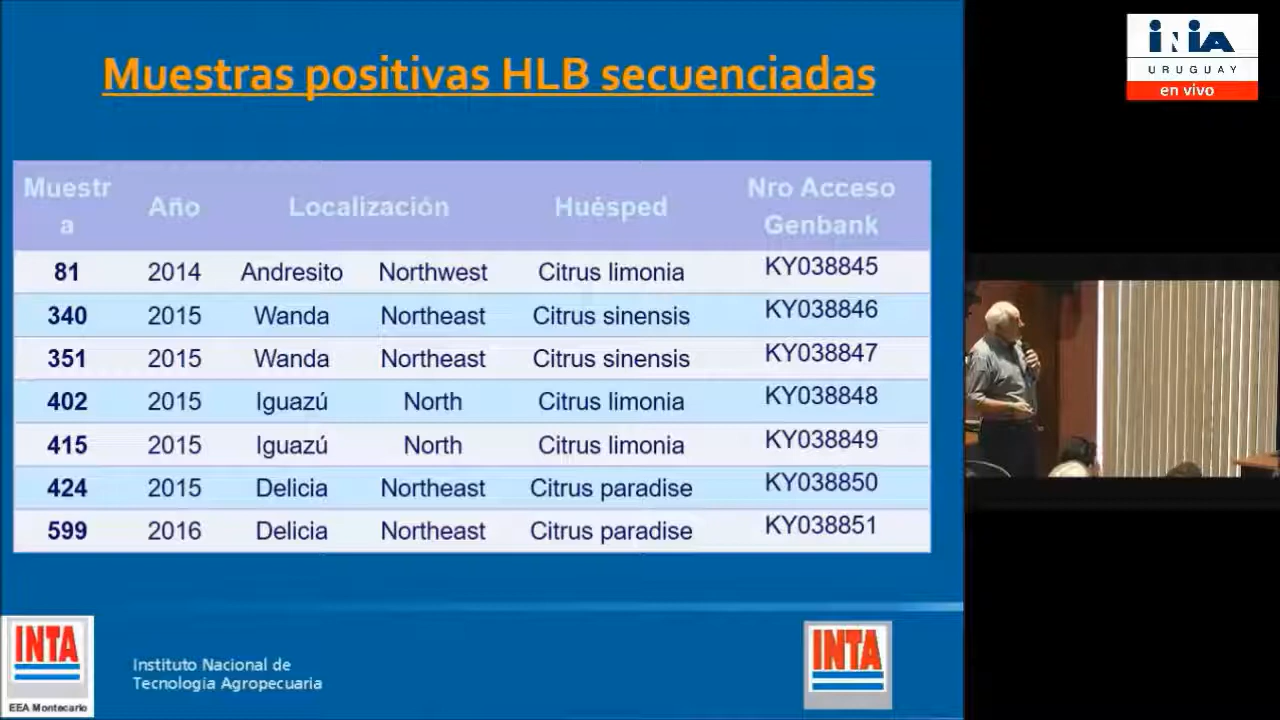 Muestras positivas HLB secuenciadas
Muestr
a
Año
Localización
Huésped
Nro Acceso
Genbank
81 2014 Andresito Northwest Citrus limonia KY038845
340 2015 Wanda Northeast Citrus sinensis KY038846
351 2015 Wanda Northeast Citrus sinensis KY038847
402 2015 Iguazú North Citrus limonia KY038848
415 2015 Iguazú North Citrus limonia KY038849
424 2015 Delicia Northeast Citrus paradise KY038850
599 2016 Delicia Northeast Citrus paradise KY038851
INTA
EEA Montecarlo
Instituto Nacional de
Tecnología Agropecuaria
INTA
INIA
URUGUAY
en vivo